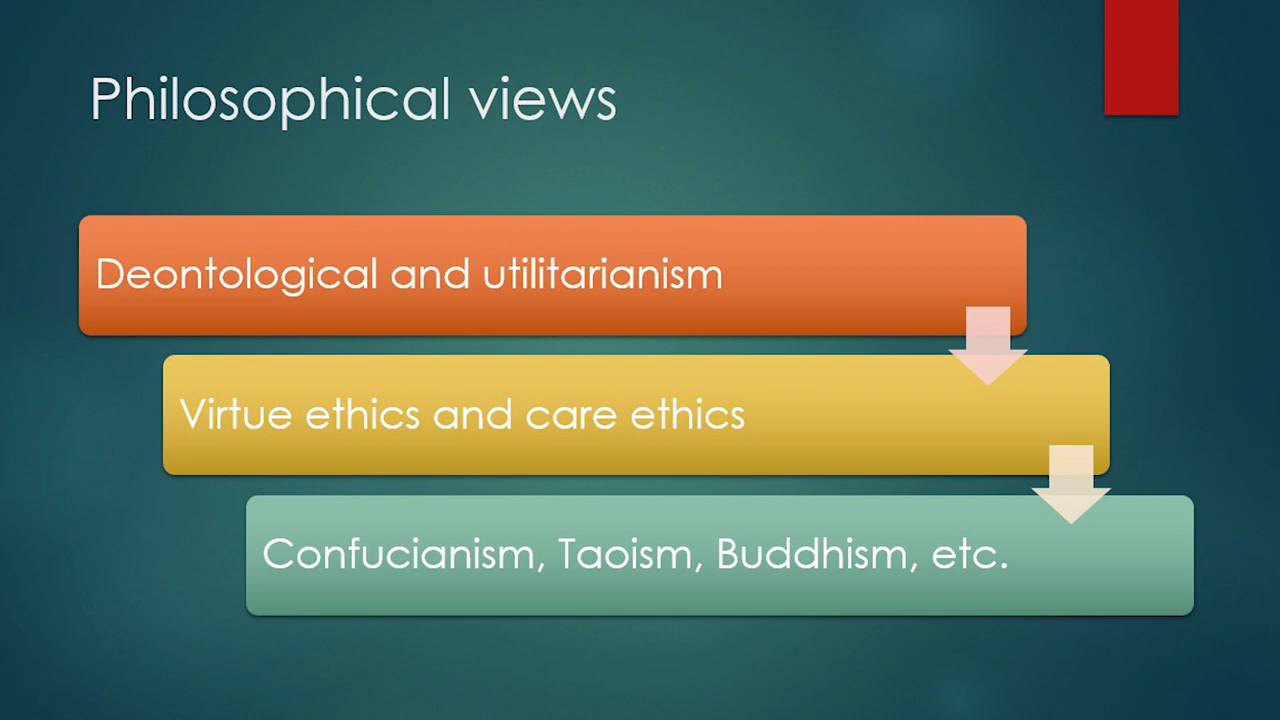 Philosophical views
Deontological and utilitarianism
Virtue ethics and care ethics
Confucianism, Taoism, Buddhism, etc.